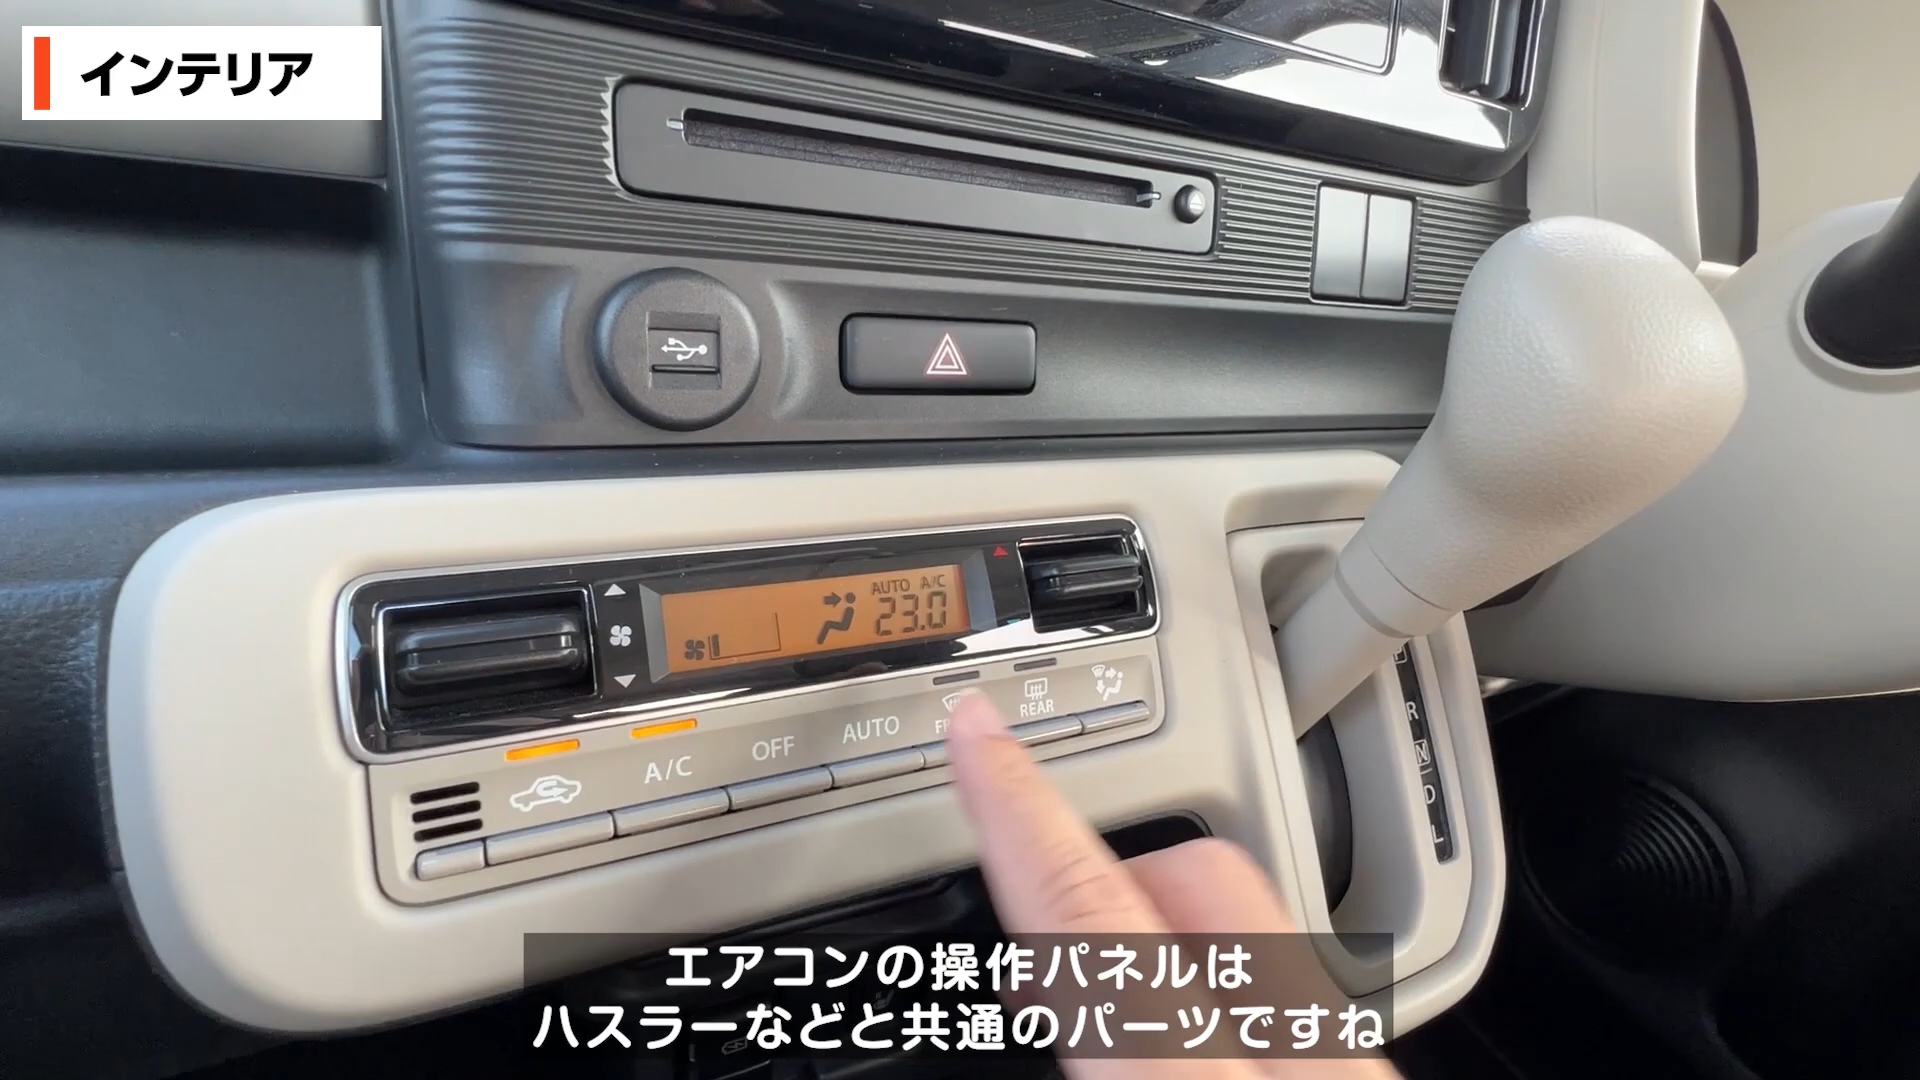 インテリア
AUTO A/C
23.0
A/C
OFF
AUTO
REAR
R
N
D
L
エアコンの操作パネルは
ハスラーなどと共通のパーツですね